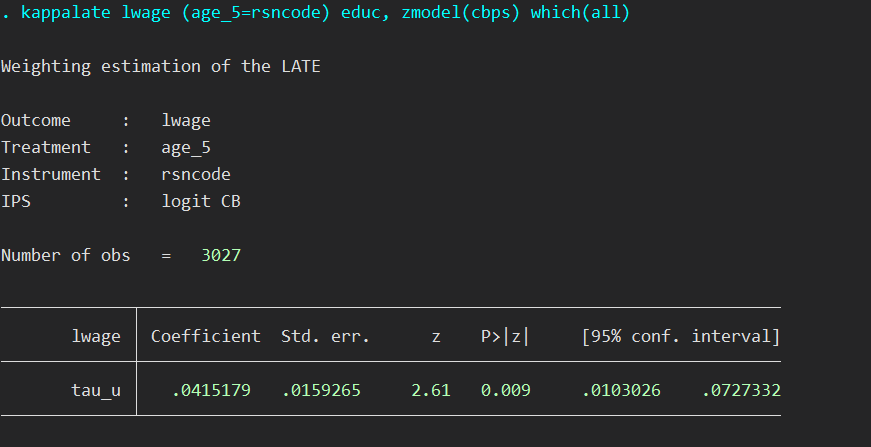 . kappalate lwage (age_5=rsncode) educ, zmodel(cbps) which(all)
Weighting estimation of the LATE
Outcome : lwage
Treatment : age_5
Instrument : rsncode
IPS : logit CB
Number of obs = 3027
lwage Coefficient Std. err. z P>|z| [95% conf. interval]
tau_u .0415179 .0159265 2.61 0.009 .0103026 .0727332